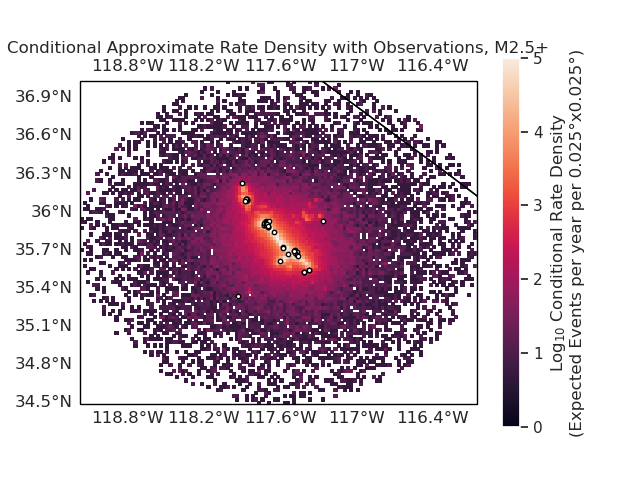 Conditional Approximate Rate Density with Observations, M2.5+
118.8°W 118.2°W 117.6°W 117°W 116.4°W
36.9°N
36.6°N
36.3°N
36°N
35.7°N
35.4°N
35.1°N
34.8°N
34.5°N
118.8°W 118.2°W 117.6°W 117°W 116.4°W
5
4
3
2
1
0
Log10 Conditional Rate Density
(Expected Events per year per 0.025°x0.025°)